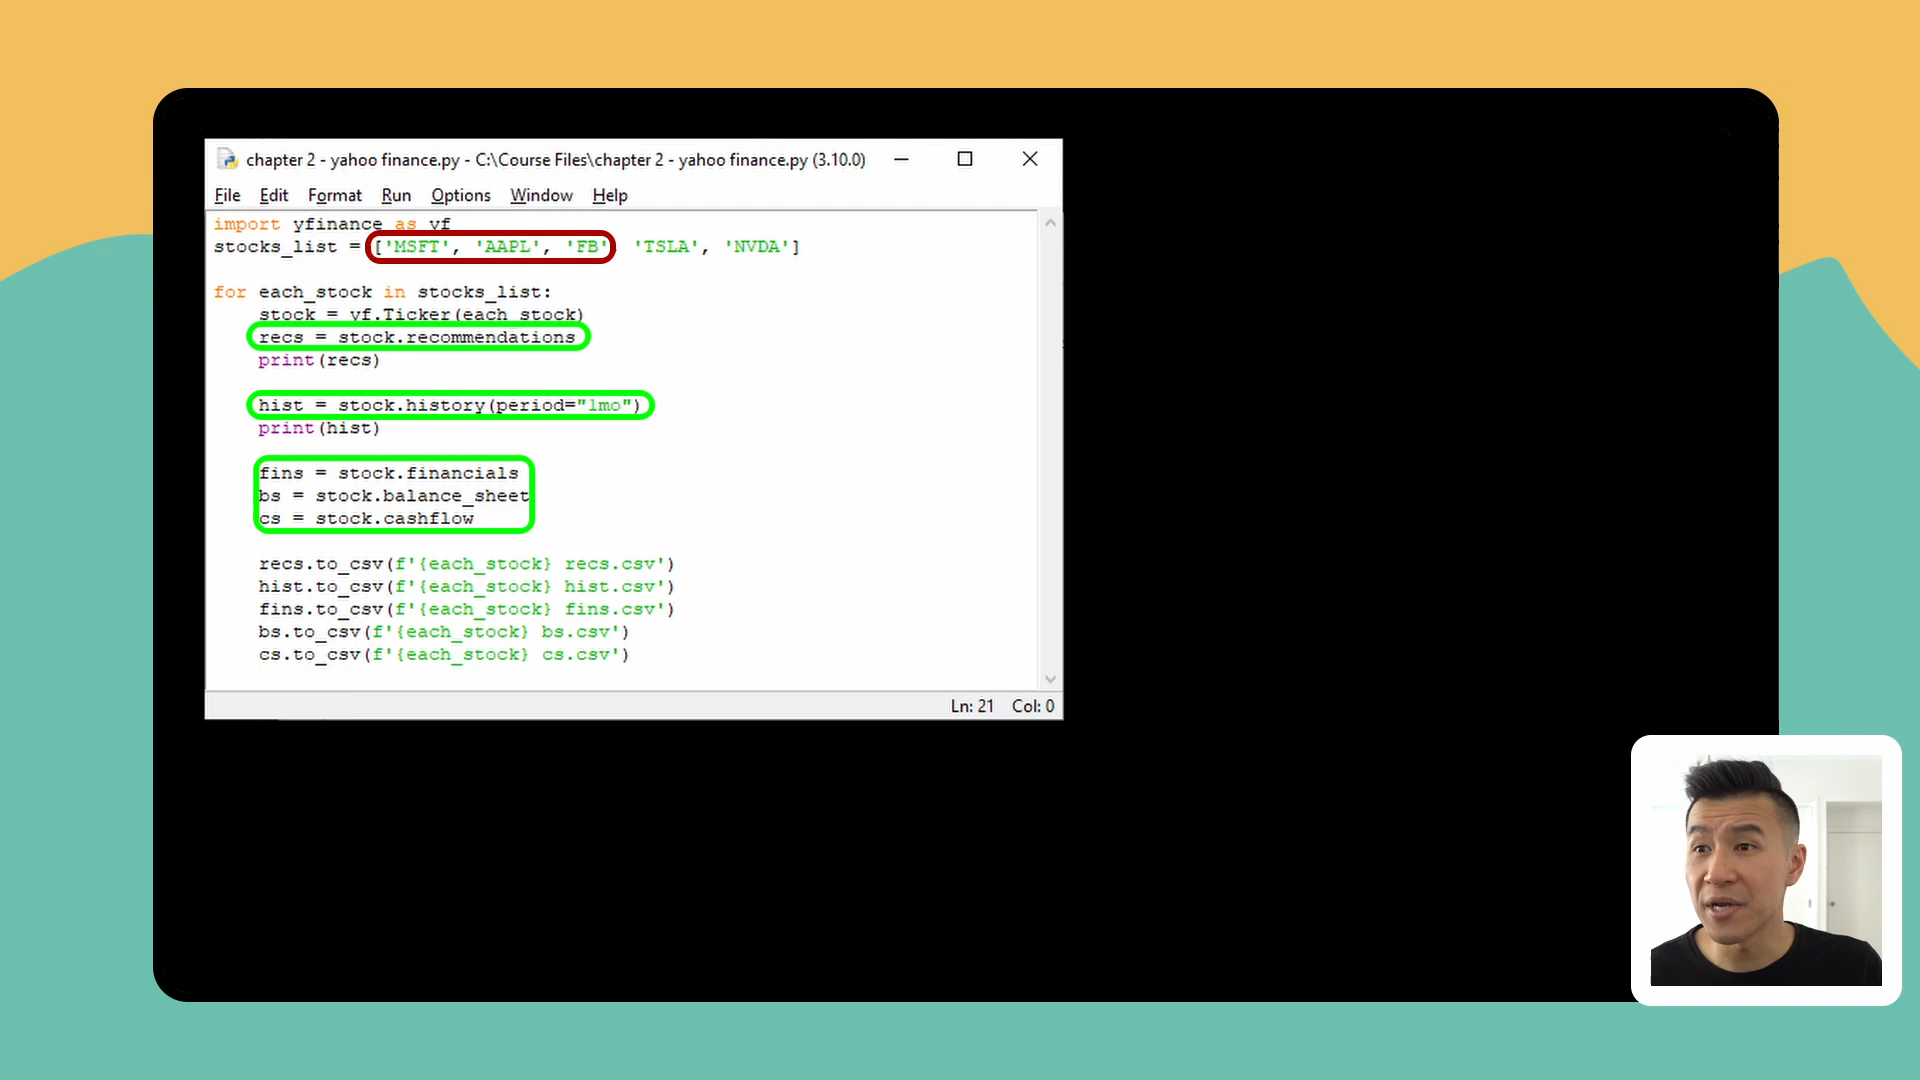 chapter 2 - yahoo finance.py - C:\Course Files\chapter 2 - yahoo finance.py (3.10.0)
File Edit Format Run Options Window Help
import yfinance as yf
stocks_list = ['MSFT', 'AAPL', 'FB' 'TSLA', 'NVDA']
for each_stock in stocks_list:
stock = yf.Ticker(each_stock)
recs = stock.recommendations
print(recs)
hist = stock.history(period="1mo")
print(hist)
fins = stock.financials
bs = stock.balance_sheet
cs = stock.cashflow
recs.to_csv(f'{each_stock} recs.csv')
hist.to_csv(f'{each_stock} hist.csv')
fins.to_csv(f'{each_stock} fins.csv')
bs.to_csv(f'{each_stock} bs.csv')
cs.to_csv(f'{each_stock} cs.csv')
Ln: 21 Col: 0